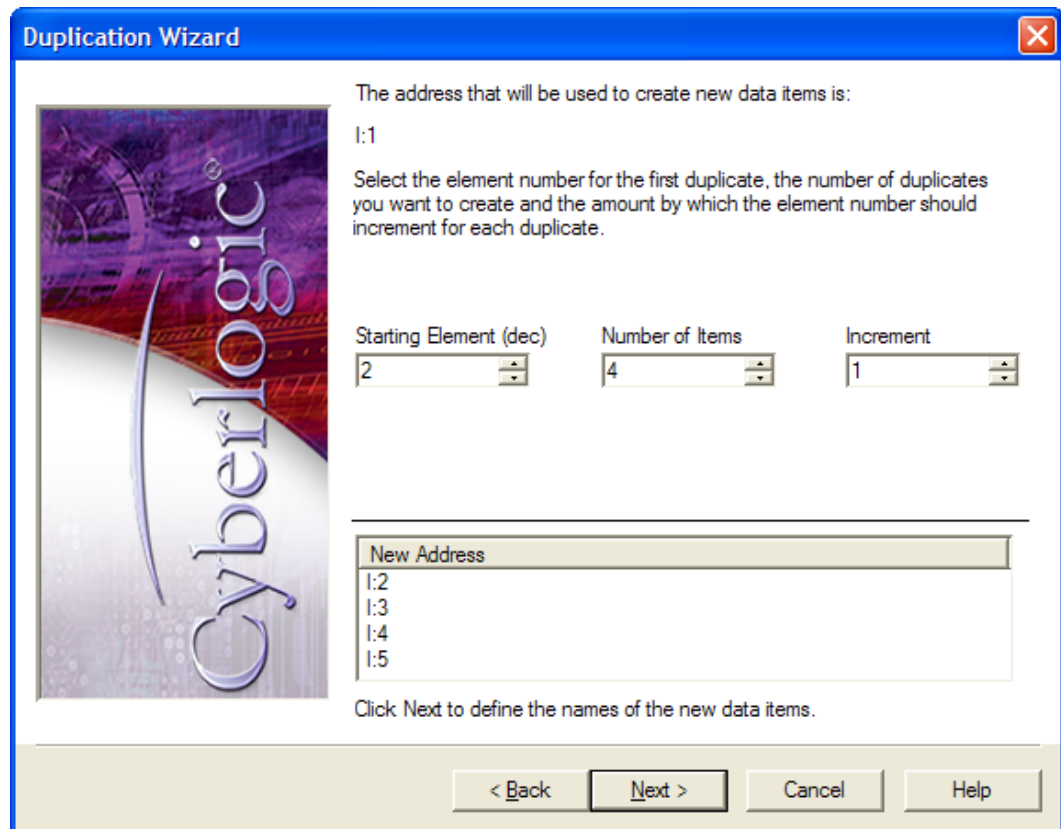 Duplication Wizard
Cyberlogic®
The address that will be used to create new data items is:
I:1
Select the element number for the first duplicate, the number of duplicates
you want to create and the amount by which the element number should
increment for each duplicate.
Starting Element (dec) Number of Items Increment
2 4 1
New Address
I:2
I:3
I:4
I:5
Click Next to define the names of the new data items.
< Back Next > Cancel Help